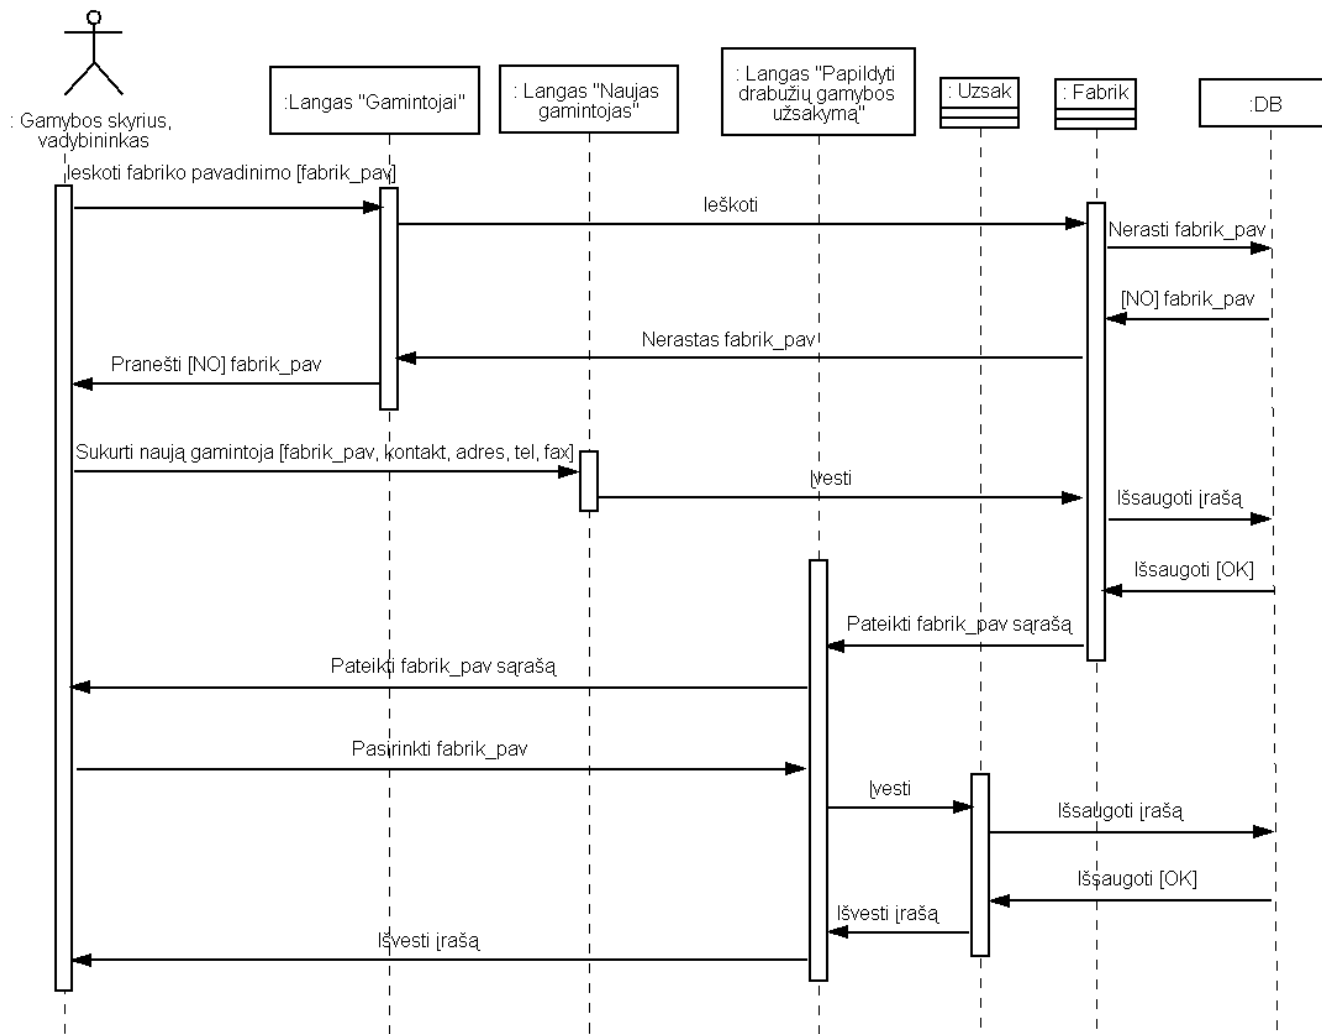 : Gamybos skyrius,
vadybininkas
:Langas "Gamintojai"
: Langas "Naujas
gamintojas"
: Langas "Papildyti
drabužių gamybos
užsakymą"
: Uzsak
: Fabrik
:DB
Ieskoti fabriko pavadinimo [fabrik_pav]
Ieškoti
Nerasti fabrik_pav
[NO] fabrik_pav
Nerastas fabrik_pav
Pranešti [NO] fabrik_pav
Sukurti naują gamintoja [fabrik_pav, kontakt, adres, tel, fax]
Įvesti
Išsaugoti įrašą
Išsaugoti [OK]
Pateikti fabrik_pav sąrašą
Pateikti fabrik_pav sąrašą
Pasirinkti fabrik_pav
Įvesti
Išsaugoti įrašą
Išsaugoti [OK]
Išvesti įrašą
Išvesti įrašą